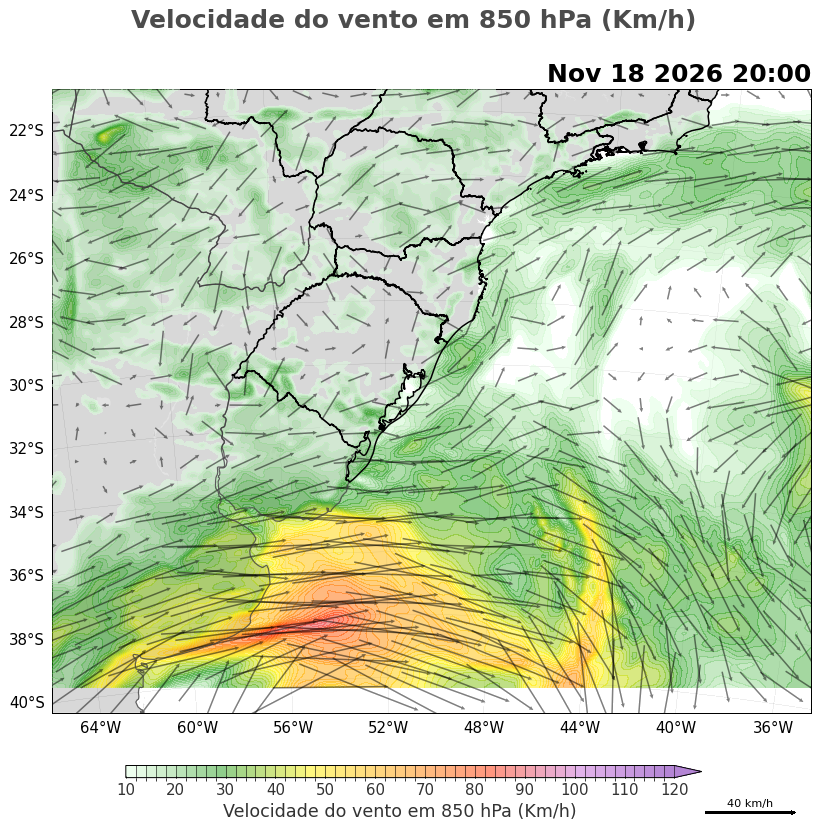 Velocidade do vento em 850 hPa (Km/h)
Nov 18 2026 20:00
22°S
24°S
26°S
28°S
30°S
32°S
34°S
36°S
38°S
40°S
64°W 60°W 56°W 52°W 48°W 44°W 40°W 36°W
10 20 30 40 50 60 70 80 90 100 110 120
Velocidade do vento em 850 hPa (Km/h)
40 km/h